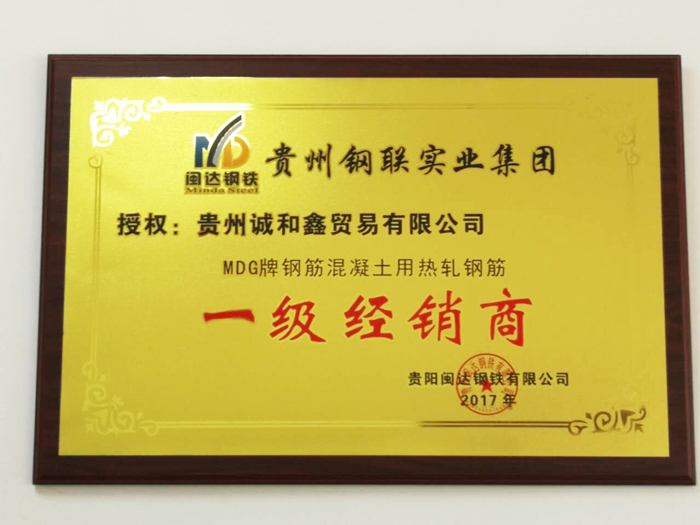 MD
闽达钢铁
Minda Steel
贵州钢联实业集团
授权：贵州诚和鑫贸易有限公司
MDG牌钢筋混凝土用热轧钢筋
一级经销商
贵阳闽达钢铁有限公司
2017年